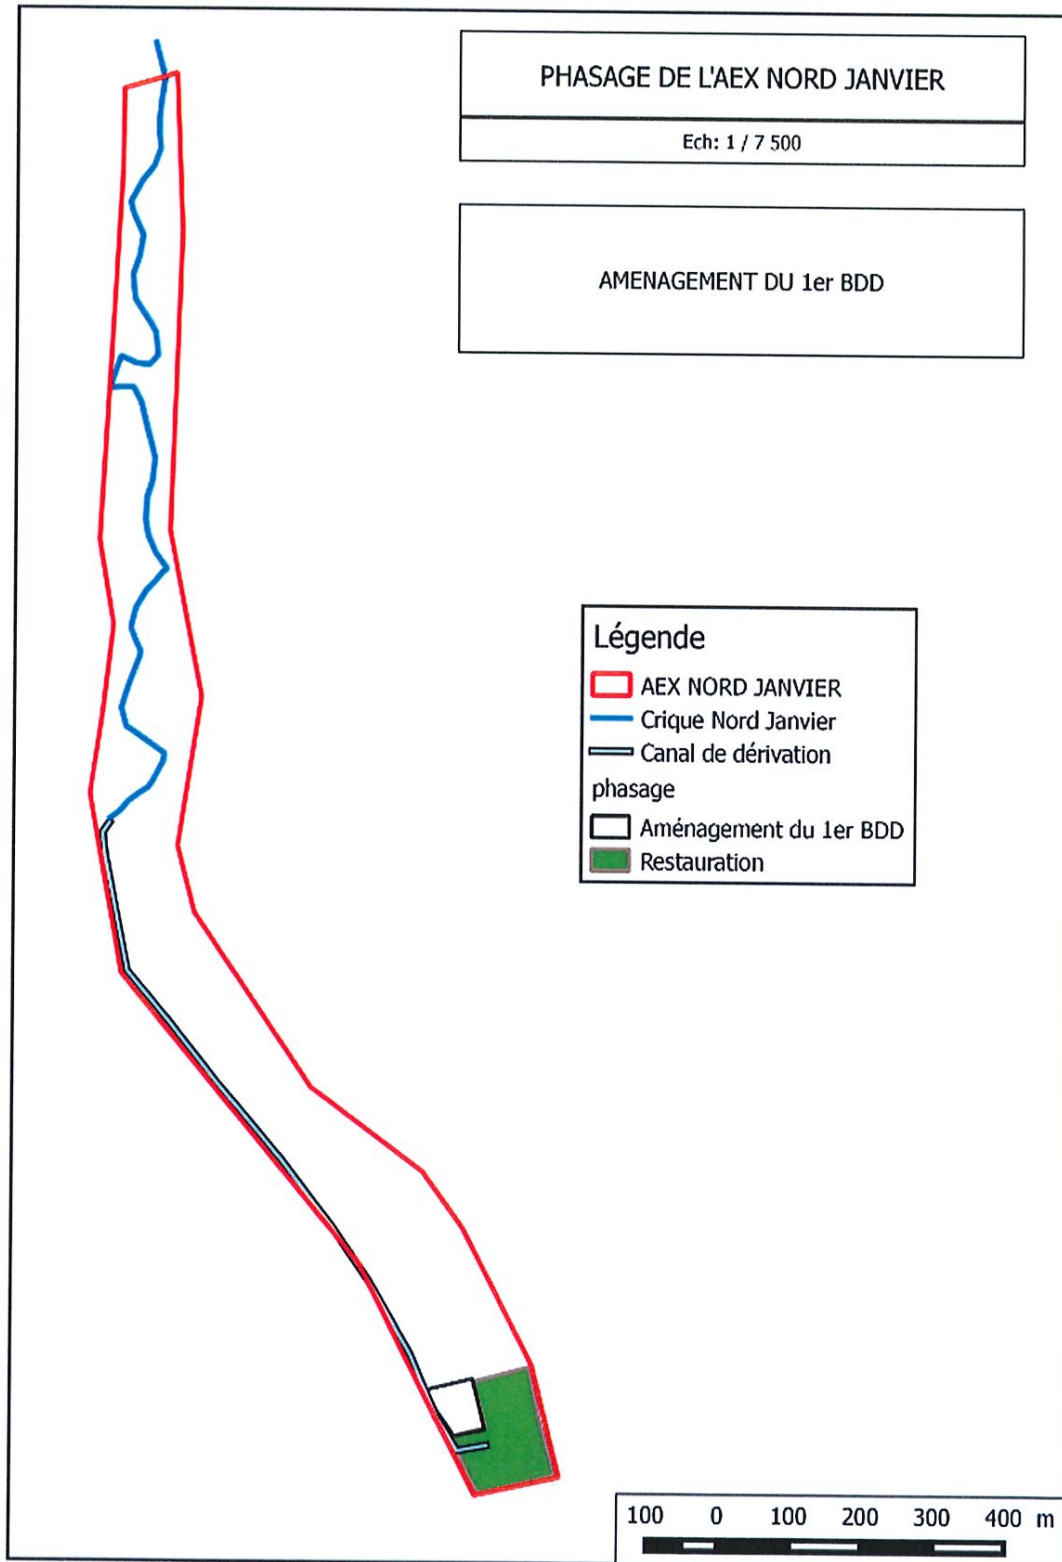 PHASAGE DE L'AEX NORD JANVIER
Ech: 1 / 7 500
AMENAGEMENT DU 1er BDD
Légende
AEX NORD JANVIER
Crique Nord Janvier
Canal de dérivation
phasage
Aménagement du 1er BDD
Restauration
100 0 100 200 300 400 m